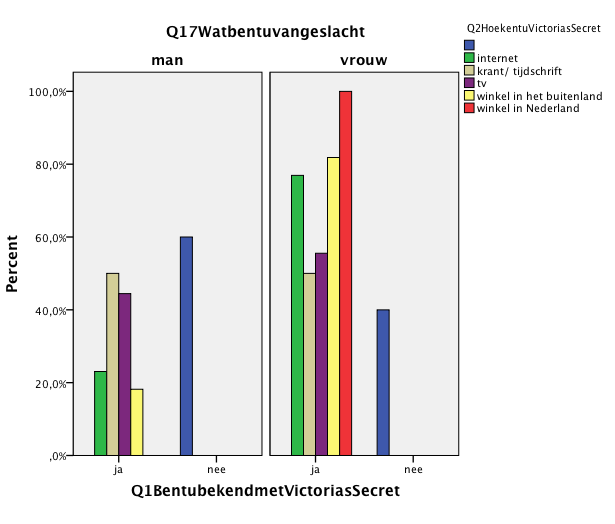 Q17Watbentuvangeslacht
man
vrouw
Q2HoekentuVictoriasSecret
internet
krant/ tijdschrift
tv
winkel in het buitenland
winkel in Nederland
Percent
100,0%
80,0%
60,0%
40,0%
20,0%
,0%
ja
nee
ja
nee
Q1BentubekendmetVictoriasSecret